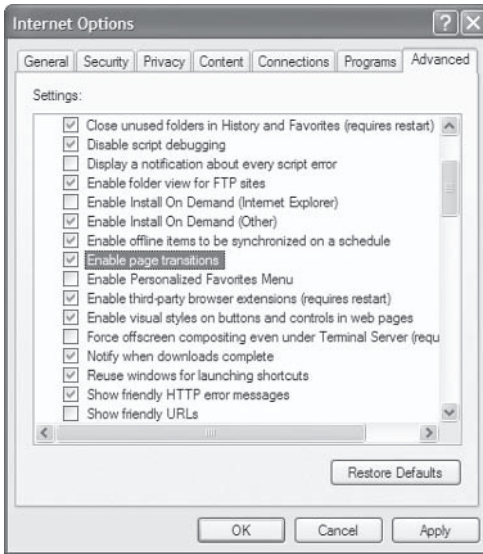 Internet Options
General Security Privacy Content Connections Programs Advanced
Settings:
Close unused folders in History and Favorites (requires restart)
Disable script debugging
Display a notification about every script error
Enable folder view for FTP sites
Enable Install On Demand (Internet Explorer)
Enable Install On Demand (Other)
Enable offline items to be synchronized on a schedule
Enable page transitions
Enable Personalized Favorites Menu
Enable third-party browser extensions (requires restart)
Enable visual styles on buttons and controls in web pages
Force offscreen compositing even under Terminal Server (requ
Notify when downloads complete
Reuse windows for launching shortcuts
Show friendly HTTP error messages
Show friendly URLs
Restore Defaults
OK Cancel Apply